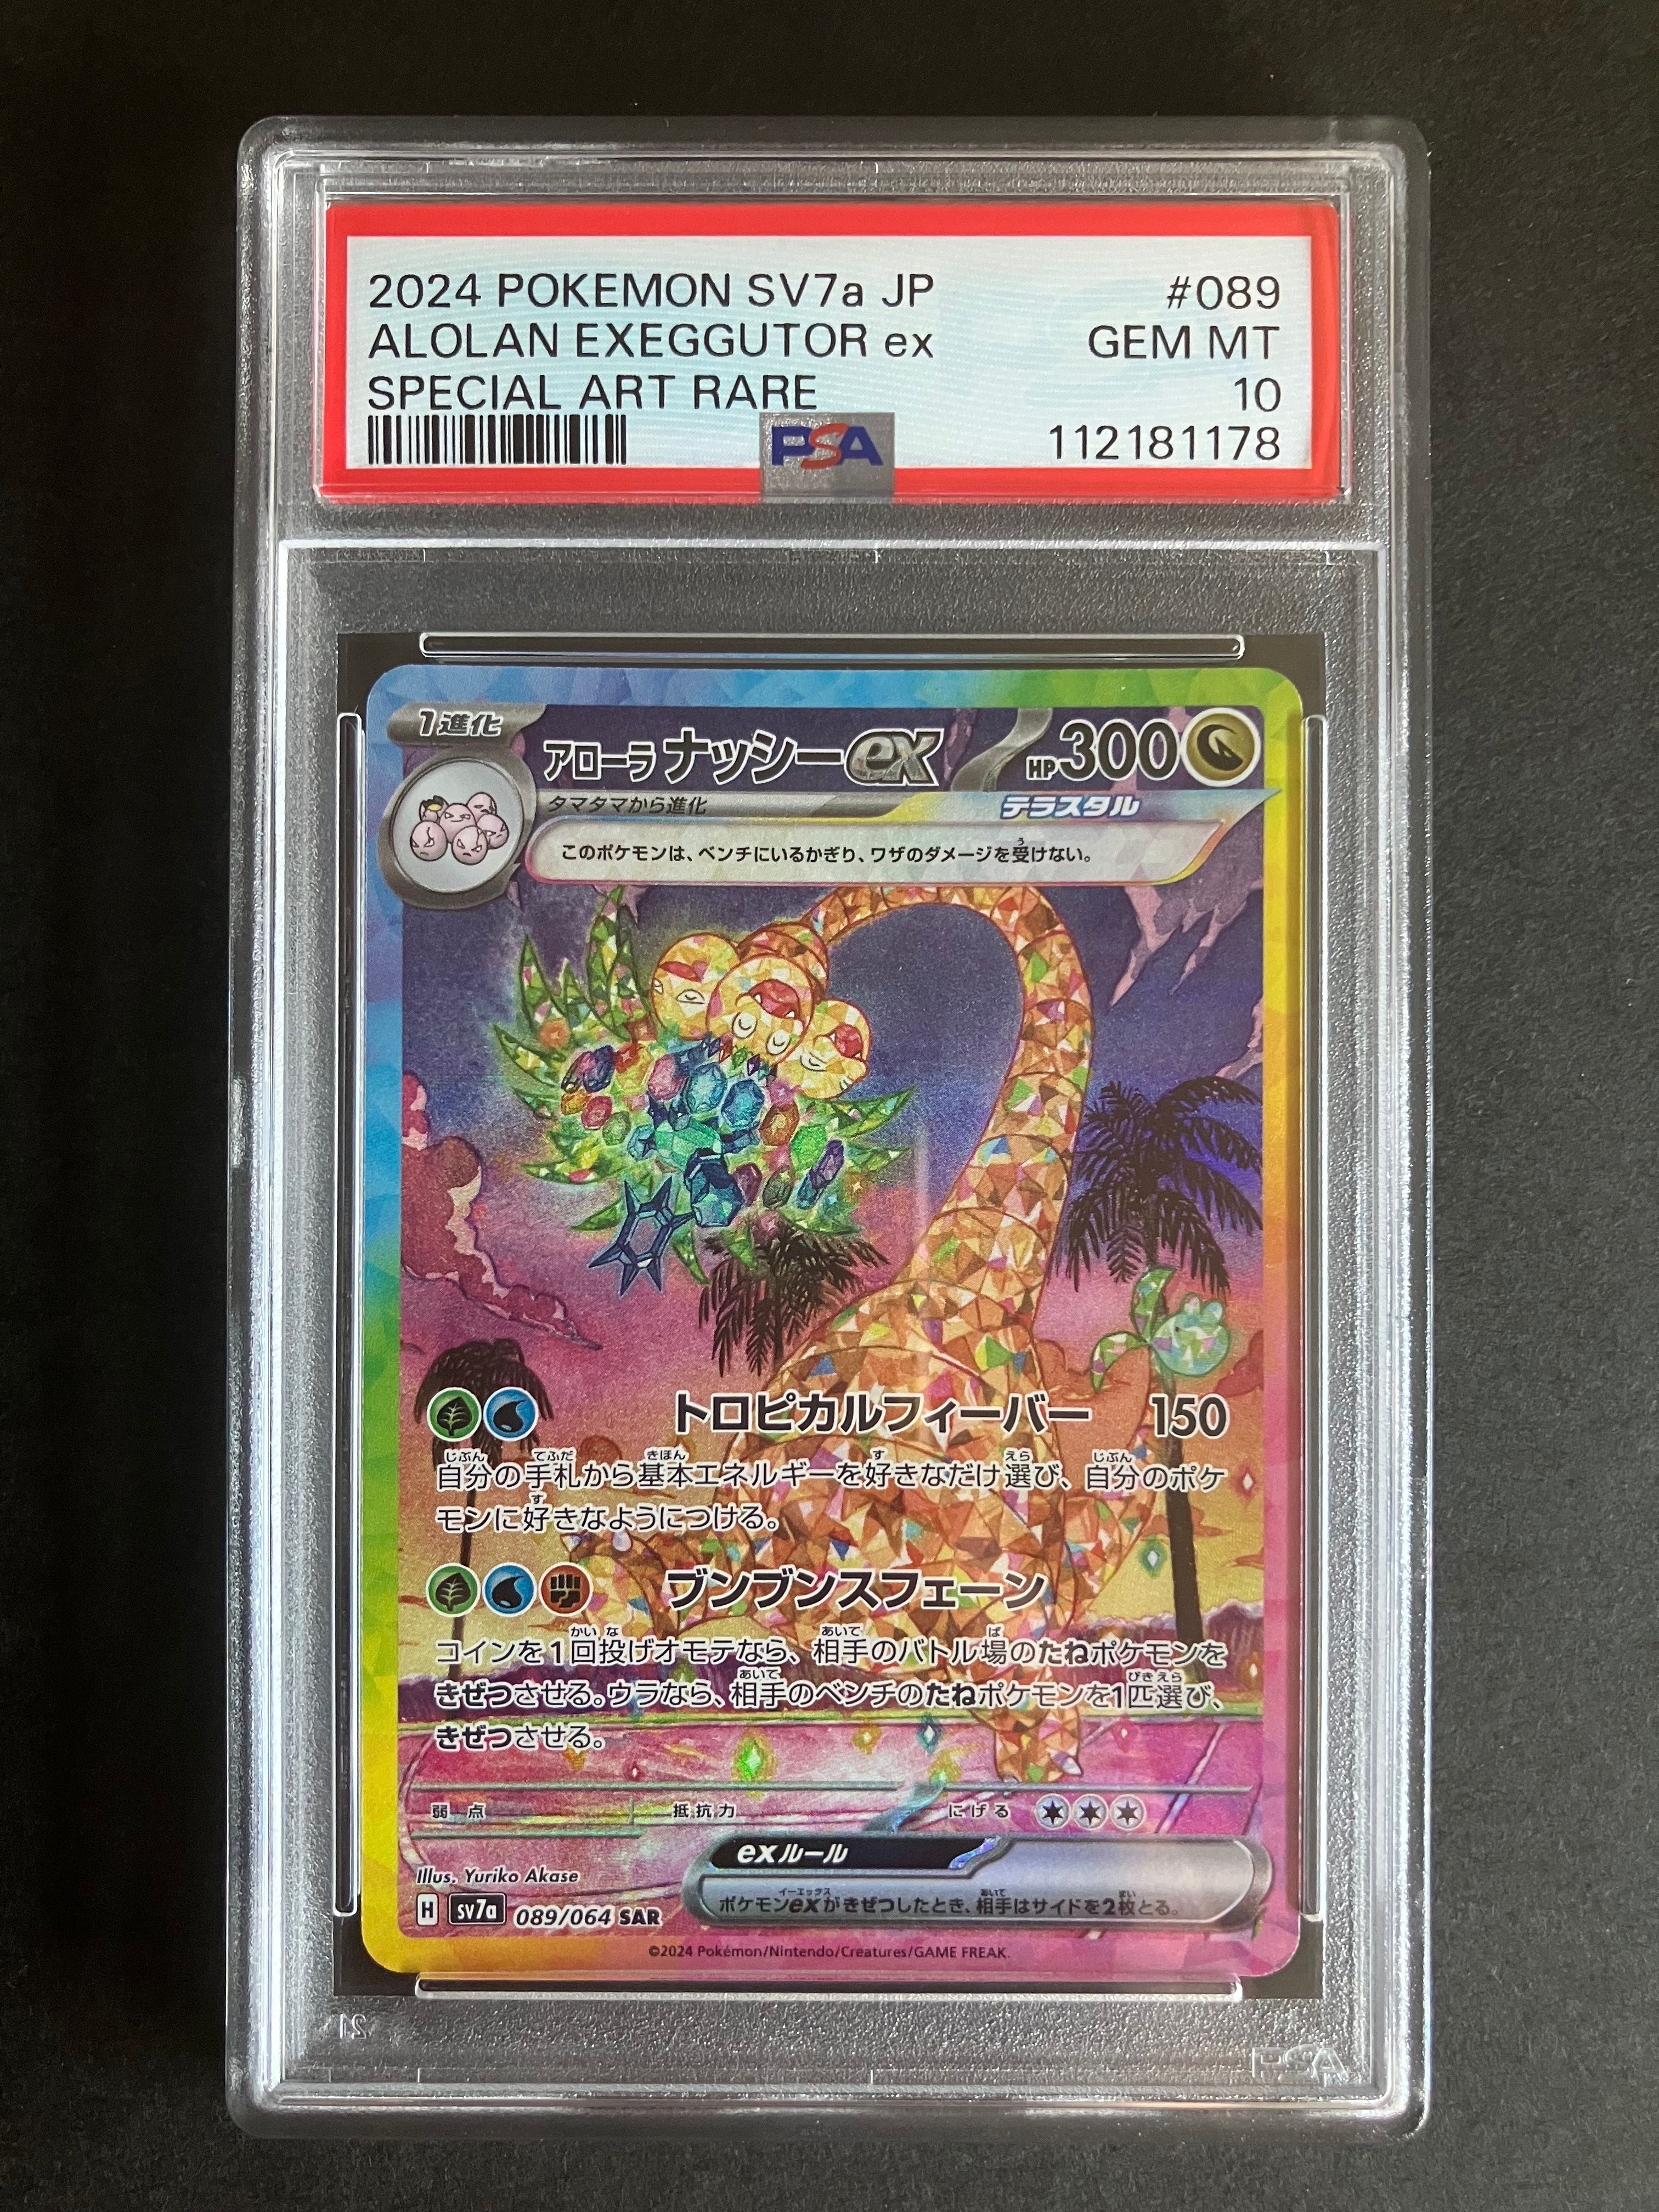 2024 POKEMON SV7a JP #089
ALOLAN EXEGGUTOR ex GEM MT
SPECIAL ART RARE 10
PSA 112181178
1進化
アローラ ナッシーex HP300
タマタマから進化 テラスタル
このポケモンは、ベンチにいるかぎり、ワザのダメージを受けない。
トロピカルフィーバー 150
自分の手札から基本エネルギーを好きなだけ選び、自分のポケ
モンに好きなようにつける。
ブンブンスフェーン
コインを1回投げオモテなら、相手のバトル場のたねポケモンを
きぜつさせる。ウラなら、相手のベンチのたねポケモンを1匹選び、
きぜつさせる。
弱点 抵抗力 にげる
exルール
ポケモンexがきぜつしたとき、相手はサイドを2枚とる。
Illus. Yuriko Akase
H sv7a 089/064 SAR
©2024 Pokémon/Nintendo/Creatures/GAME FREAK.
PSA